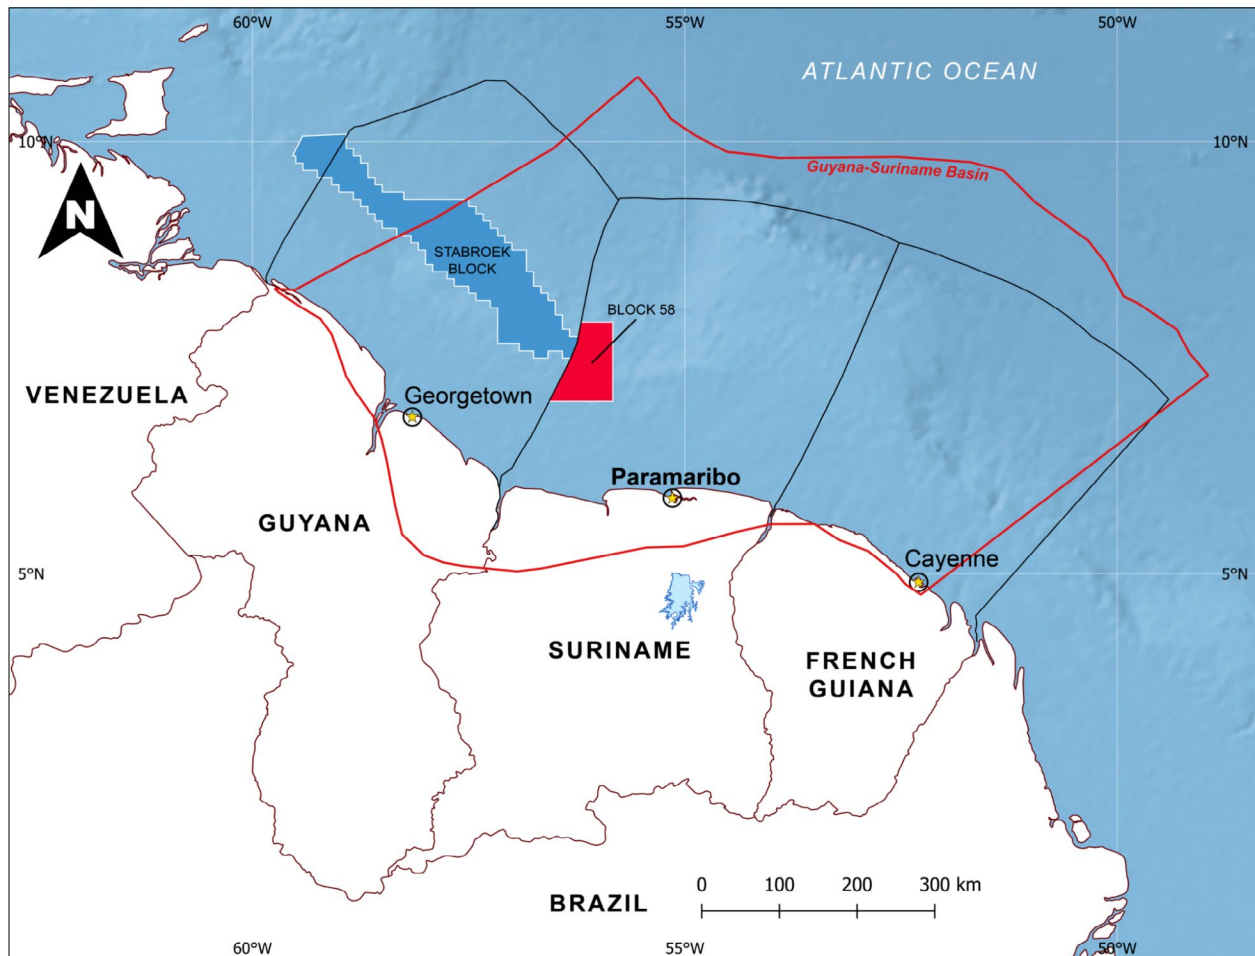 60°W
55°W
50°W
ATLANTIC OCEAN
10°N
10°N
Guyana-Suriname Basin
N
STABROEK
BLOCK
BLOCK 58
VENEZUELA
Georgetown
Paramaribo
GUYANA
Cayenne
5°N
5°N
SURINAME
FRENCH
GUIANA
0
100
200
300 km
BRAZIL
60°W
55°W
50°W